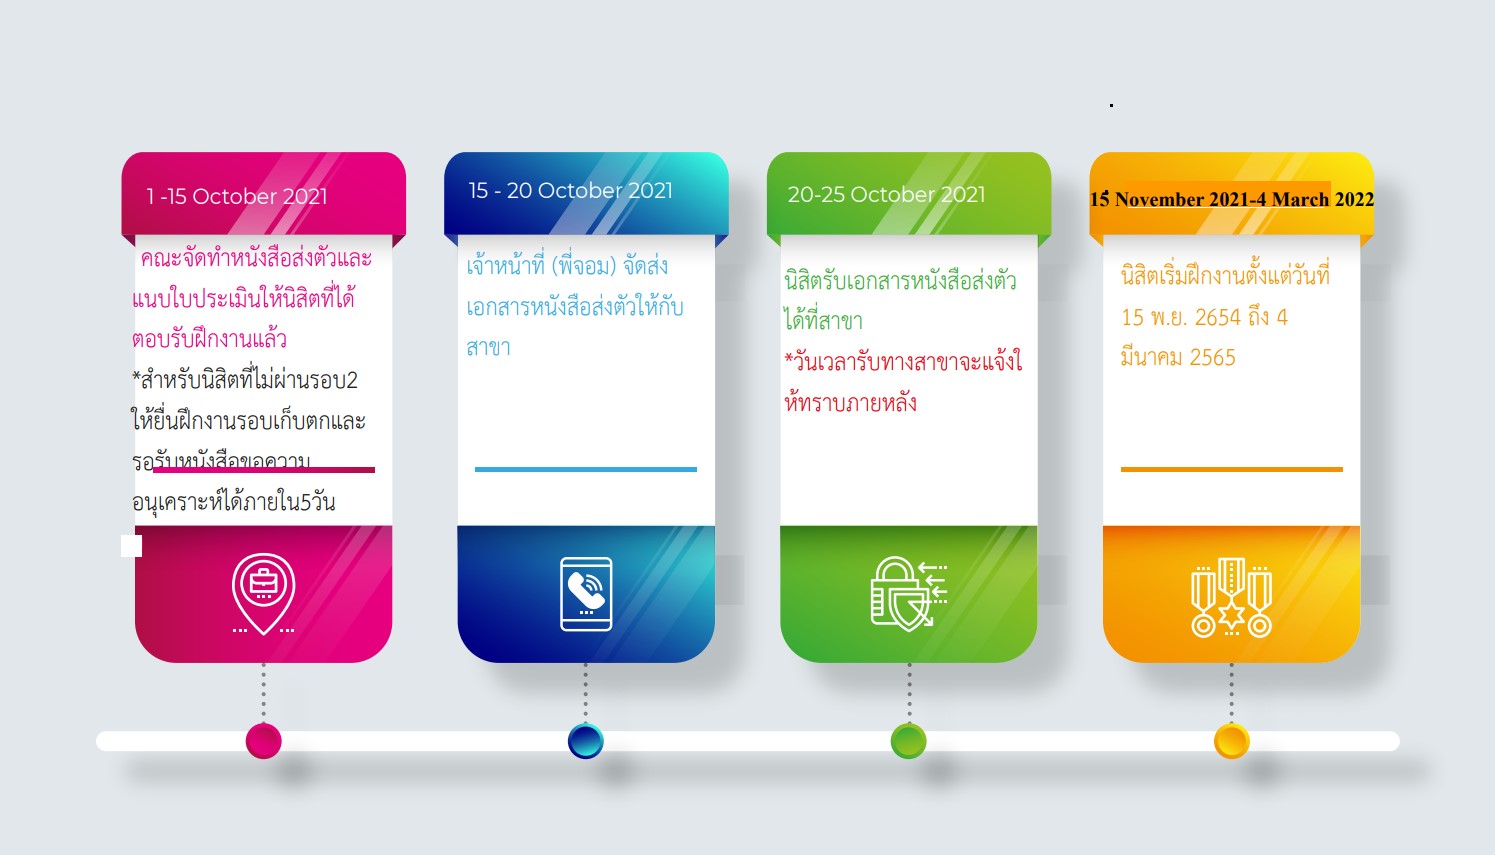 1 -15 October 2021
คณะจัดทำหนังสือส่งตัวและ
แนบใบประเมินให้นิสิตที่ได้
ตอบรับฝึกงานแล้ว
*สำหรับนิสิตที่ไม่ผ่านรอบ2
ให้ยื่นฝึกงานรอบเก็บตกและ
รอรับหนังสือขอความ
อนุเคราะห์ได้ภายใน5วัน
15 - 20 October 2021
เจ้าหน้าที่ (พี่จอม) จัดส่ง
เอกสารหนังสือส่งตัวให้กับ
สาขา
20-25 October 2021
นิสิตรับเอกสารหนังสือส่งตัว
ได้ที่สาขา
*วันเวลารับทางสาขาจะแจ้งใ
ห้ทราบภายหลัง
15 November 2021-4 March 2022
นิสิตเริ่มฝึกงานตั้งแต่วันที่
15 พ.ย. 2654 ถึง 4
มีนาคม 2565